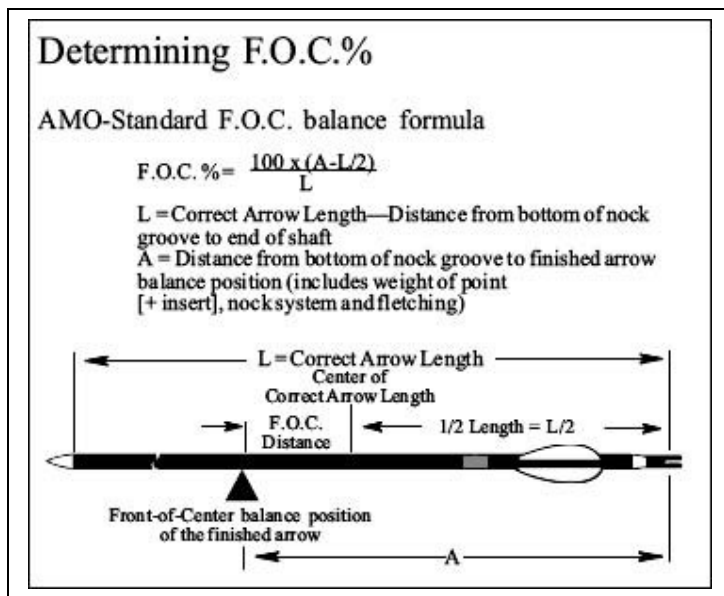 Determining F.O.C.%
AMO-Standard F.O.C. balance formula
F.O.C. %= 100 x (A-L/2)
L
L = Correct Arrow Length—Distance from bottom of nock
groove to end of shaft
A = Distance from bottom of nock groove to finished arrow
balance position (includes weight of point
[+ insert], nock system and fletching)
L = Correct Arrow Length
Center of
Correct Arrow Length
F.O.C.
Distance
1/2 Length = L/2
Front-of-Center balance position
of the finished arrow
A